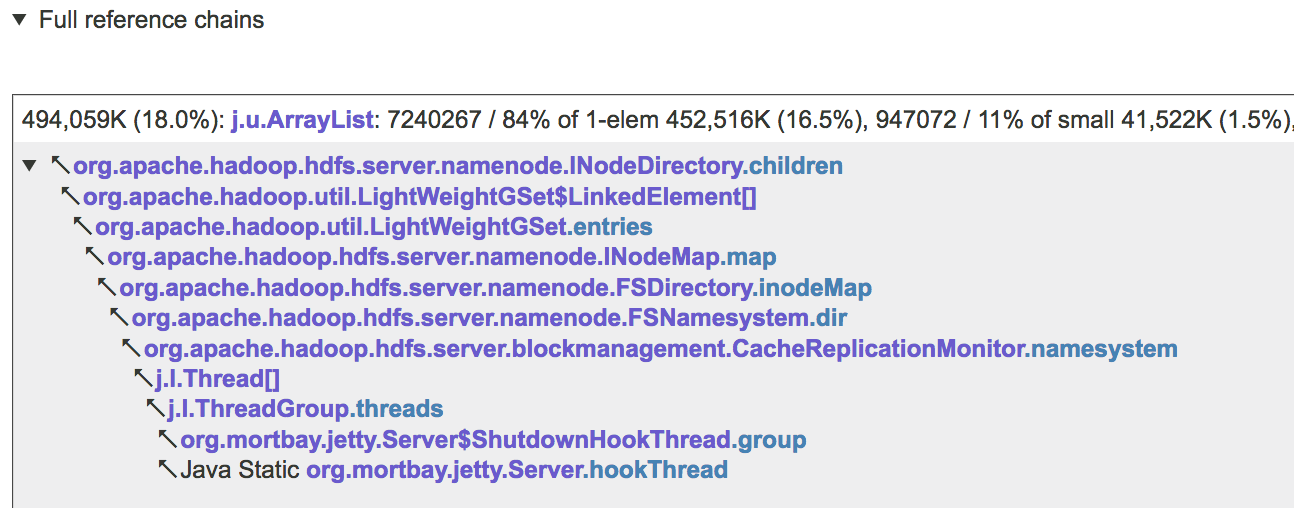 ▼ Full reference chains
494,059K (18.0%): j.u.ArrayList: 7240267 / 84% of 1-elem 452,516K (16.5%), 947072 / 11% of small 41,522K (1.5%),
▼ ↖org.apache.hadoop.hdfs.server.namenode.INodeDirectory.children
↖org.apache.hadoop.util.LightWeightGSet$LinkedElement[]
↖org.apache.hadoop.util.LightWeightGSet.entries
↖org.apache.hadoop.hdfs.server.namenode.INodeMap.map
↖org.apache.hadoop.hdfs.server.namenode.FSDirectory.inodeMap
↖org.apache.hadoop.hdfs.server.namenode.FSNamesystem.dir
↖org.apache.hadoop.hdfs.server.blockmanagement.CacheReplicationMonitor.namesystem
↖j.l.Thread[]
↖j.l.ThreadGroup.threads
↖org.mortbay.jetty.Server$ShutdownHookThread.group
↖Java Static org.mortbay.jetty.Server.hookThread